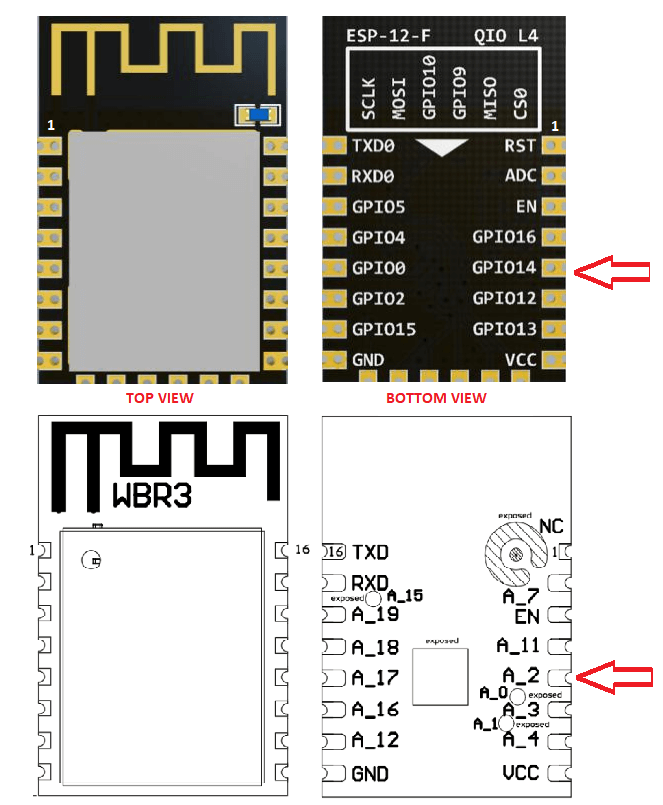 ESP-12-F QIO L4
SCLK
MOSI
GPIO10
GPIO9
MISO
CS0
1
1
TXD0 RST
RXD0 ADC
GPIO5 EN
GPIO4 GPIO16
GPIO0 GPIO14
GPIO2 GPIO12
GPIO15 GPIO13
GND VCC
TOP VIEW
BOTTOM VIEW
WBR3
1
16
exposed
NC
16 TXD 1
RXD
exposed A_15
A_7
A_19 EN
A_18 exposed A_11
A_17 A_2
A_0 exposed
A_16 A_3
A_1 exposed
A_12 A_4
GND VCC